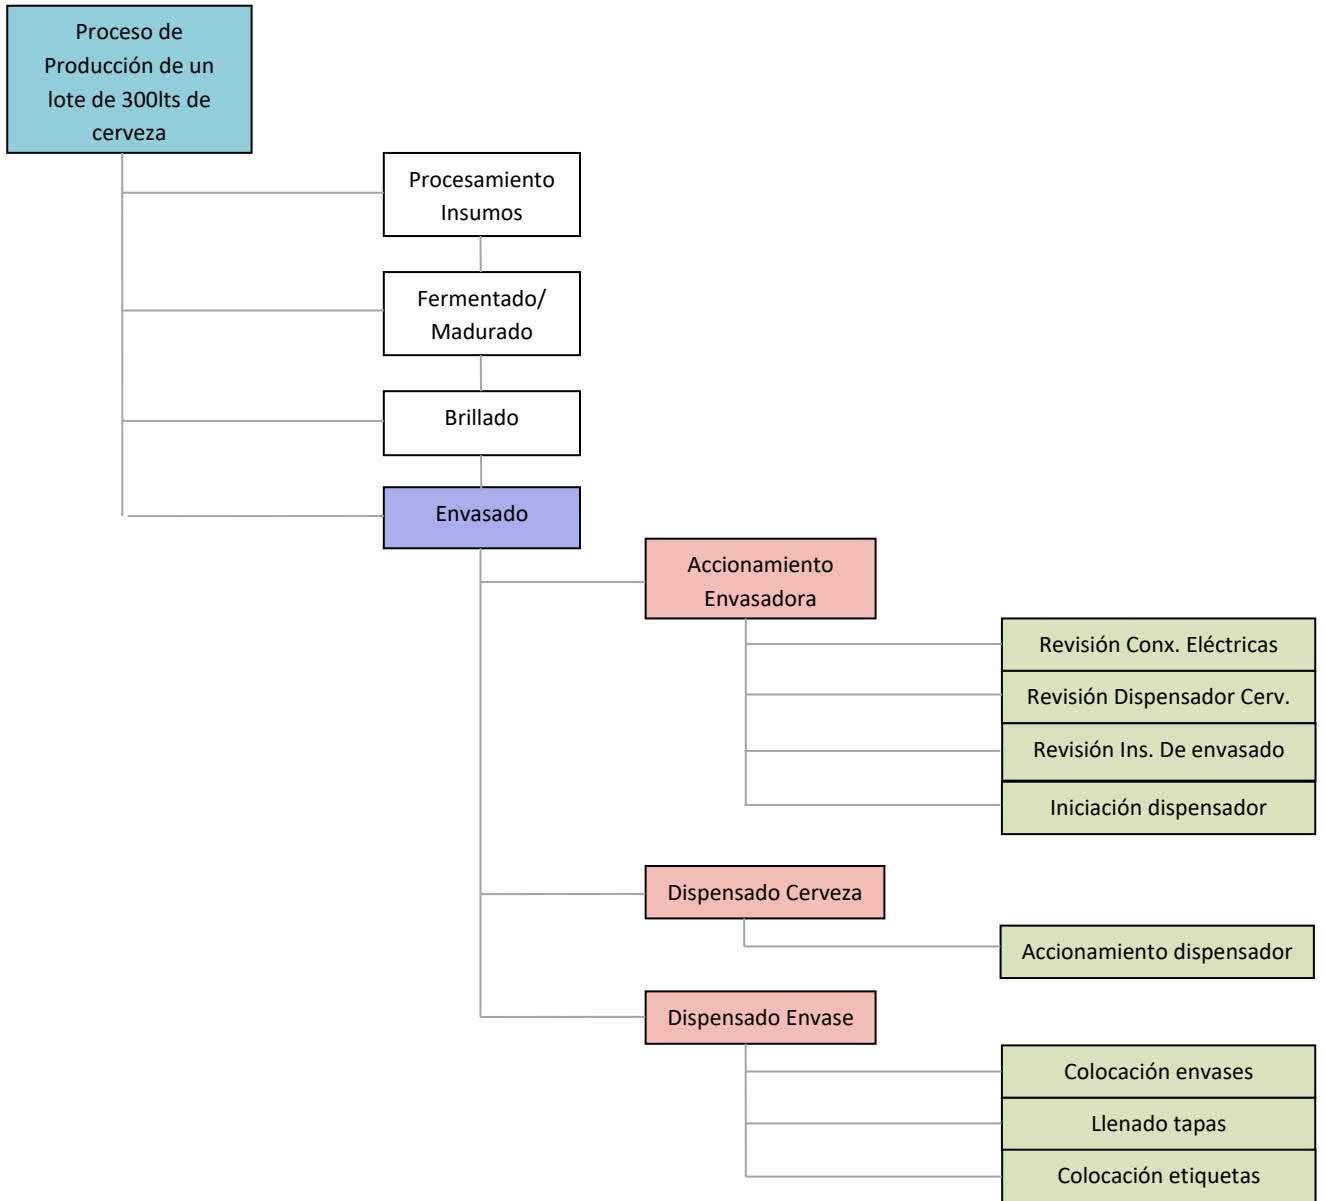 Proceso de
Producción de un
lote de 300lts de
cerveza
Procesamiento
Insumos
Fermentado/
Madurado
Brillado
Envasado
Accionamiento
Envasadora
Revisión Conx. Eléctricas
Revisión Dispensador Cerv.
Revisión Ins. De envasado
Iniciación dispensador
Dispensado Cerveza
Accionamiento dispensador
Dispensado Envase
Colocación envases
Llenado tapas
Colocación etiquetas